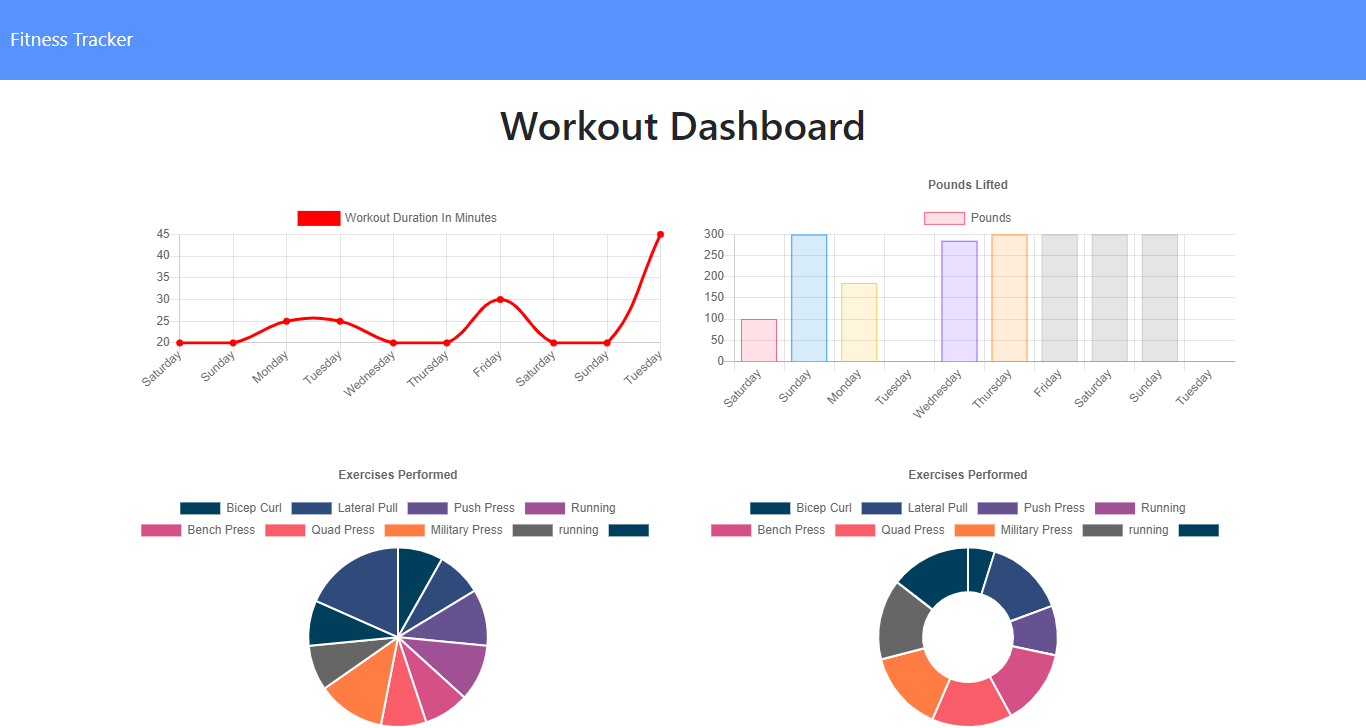 Fitness Tracker
Workout Dashboard
Workout Duration In Minutes
45
40
35
30
25
20
Saturday Sunday Monday Tuesday Wednesday Thursday Friday Saturday Sunday Tuesday
Pounds Lifted
Pounds
300
250
200
150
100
50
0
Saturday Sunday Monday Tuesday Wednesday Thursday Friday Saturday Sunday Tuesday
Exercises Performed
Bicep Curl Lateral Pull Push Press Running
Bench Press Quad Press Military Press running
Exercises Performed
Bicep Curl Lateral Pull Push Press Running
Bench Press Quad Press Military Press running